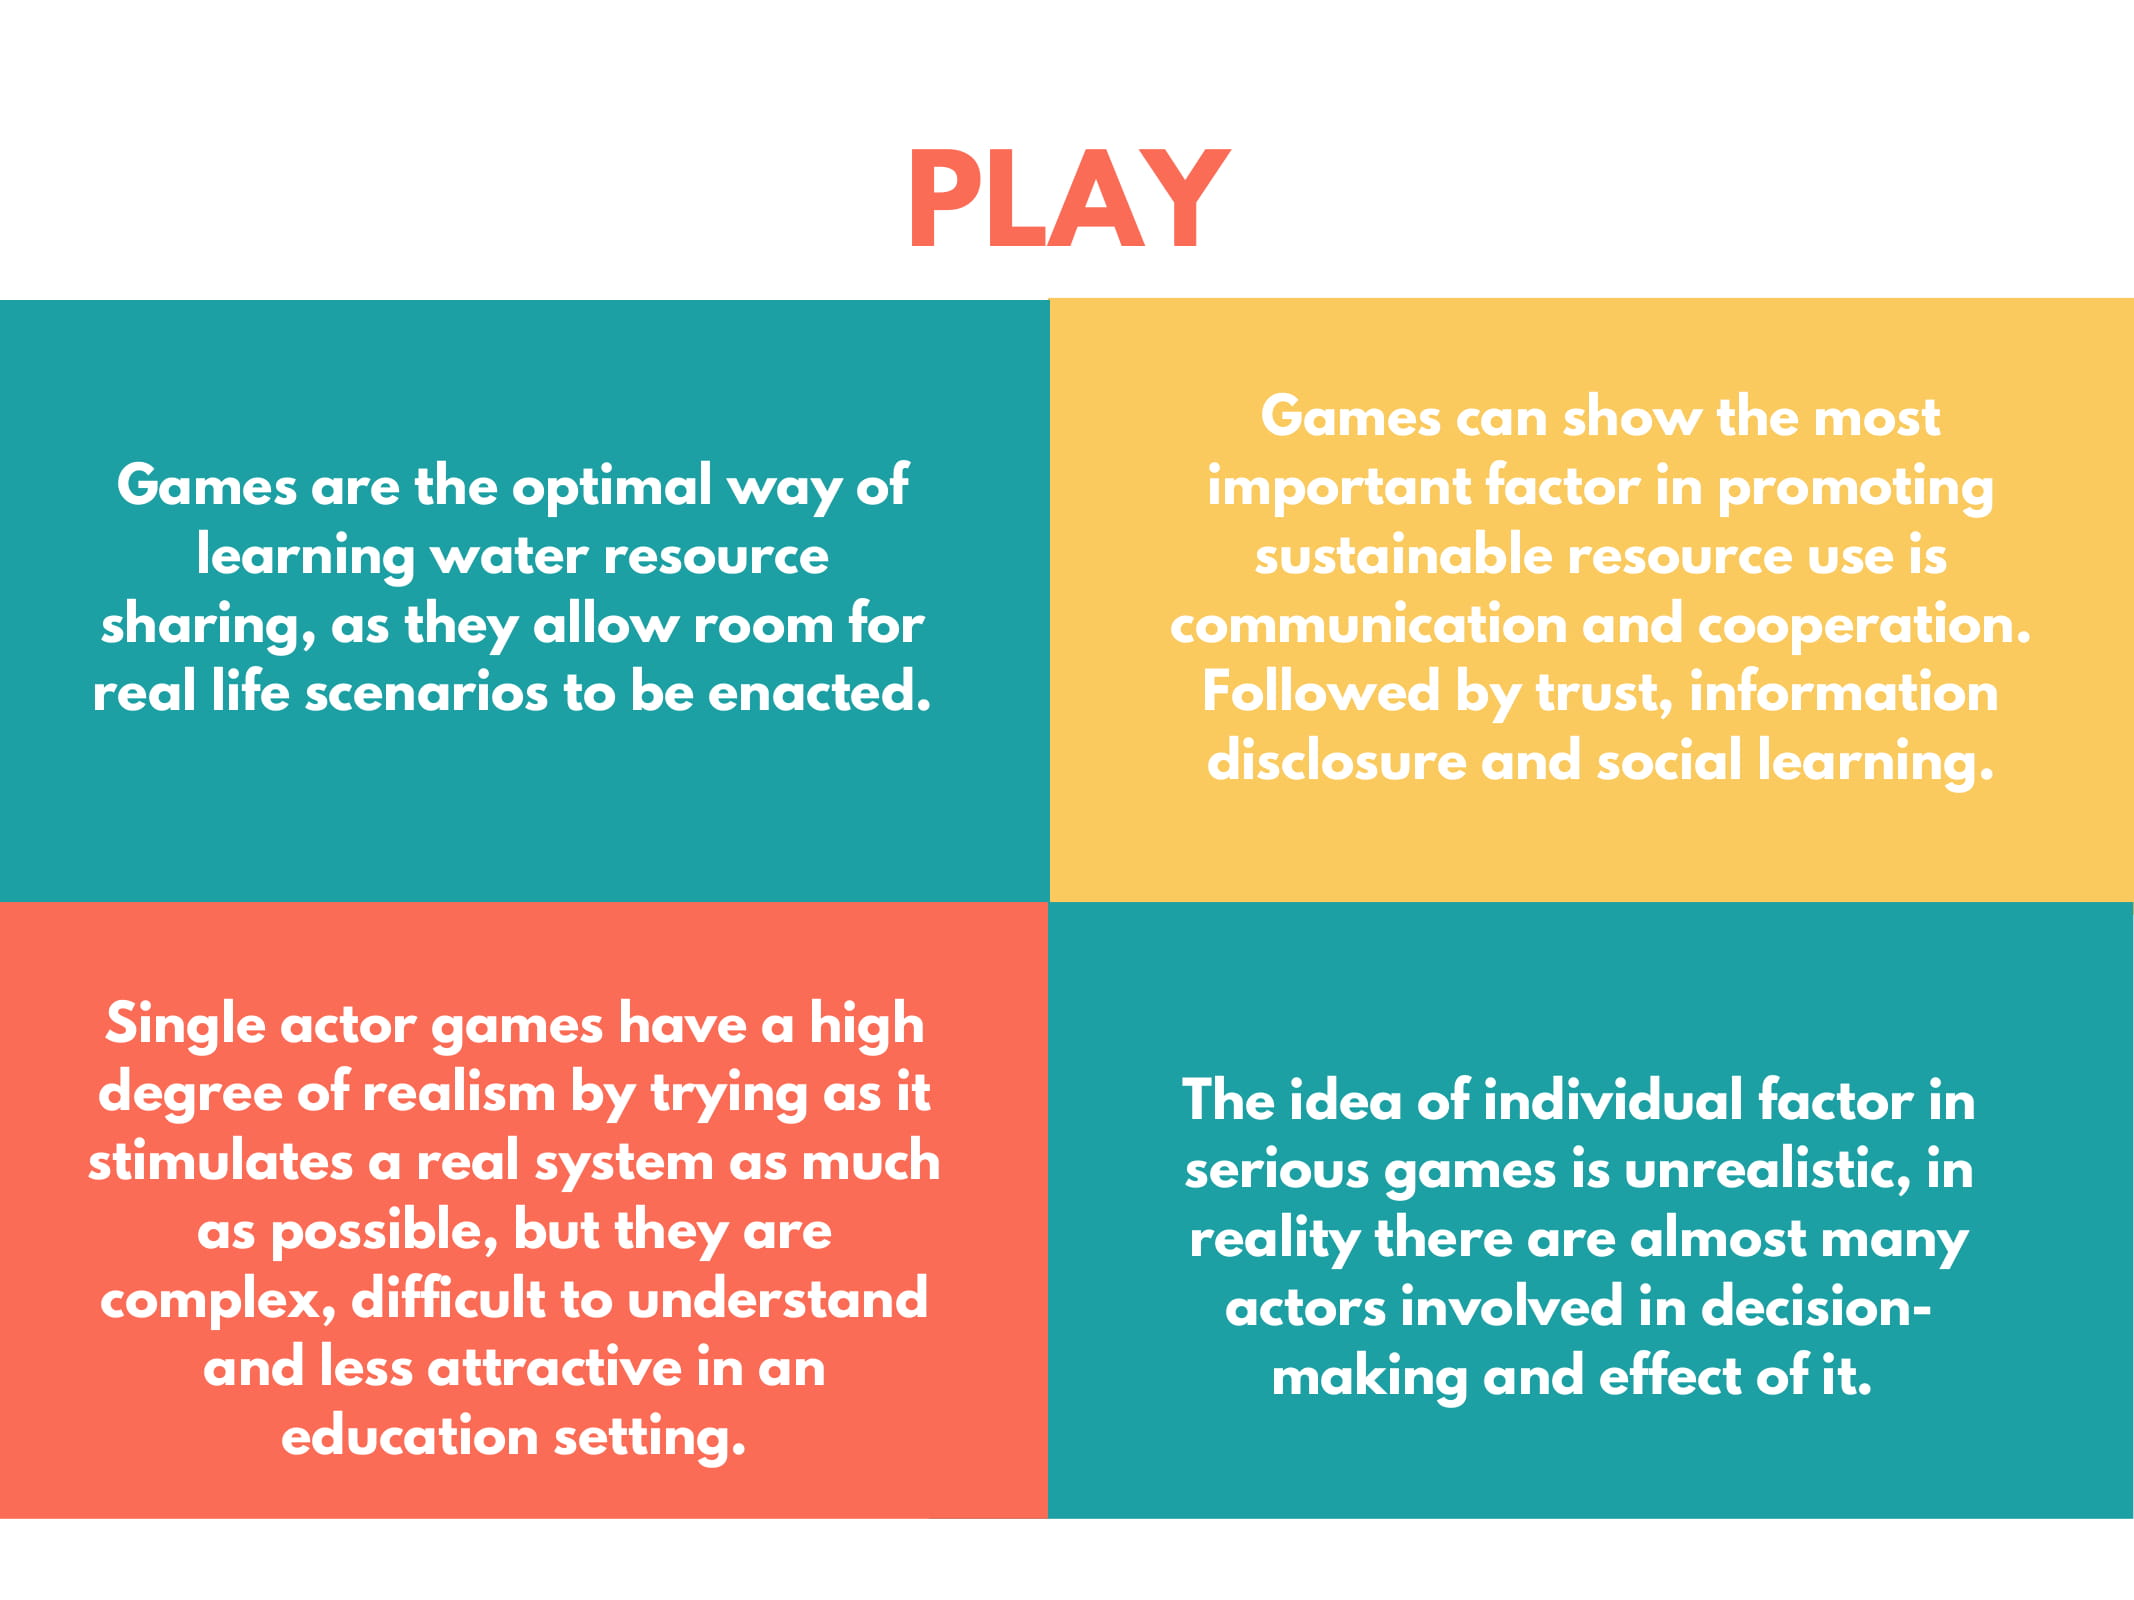 PLAY
Games are the optimal way of
learning water resource
sharing, as they allow room for
real life scenarios to be enacted.
Games can show the most
important factor in promoting
sustainable resource use is
communication and cooperation.
Followed by trust, information
disclosure and social learning.
Single actor games have a high
degree of realism by trying as it
stimulates a real system as much
as possible, but they are
complex, difficult to understand
and less attractive in an
education setting.
The idea of individual factor in
serious games is unrealistic, in
reality there are almost many
actors involved in decision-
making and effect of it.